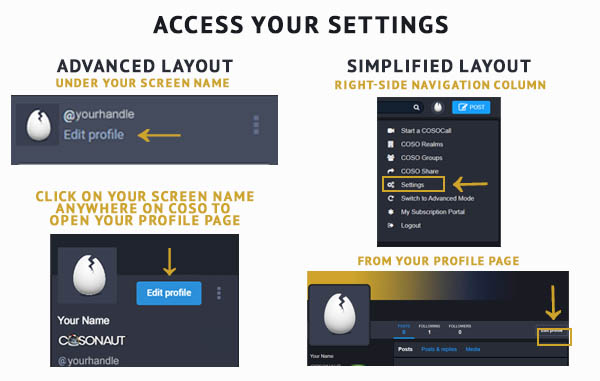 ACCESS YOUR SETTINGS
ADVANCED LAYOUT
UNDER YOUR SCREEN NAME
@yourhandle
Edit profile
CLICK ON YOUR SCREEN NAME
ANYWHERE ON COSO TO
OPEN YOUR PROFILE PAGE
Edit profile
Your Name
COSONAUT
@yourhandle
SIMPLIFIED LAYOUT
RIGHT-SIDE NAVIGATION COLUMN
POST
Start a COSOCall
COSO Realms
COSO Groups
COSO Share
Settings
Switch to Advanced Mode
My Subscription Portal
Logout
FROM YOUR PROFILE PAGE
POSTS FOLLOWING FOLLOWERS
0 1 0
Edit profile
Posts Posts & replies Media
Your Name